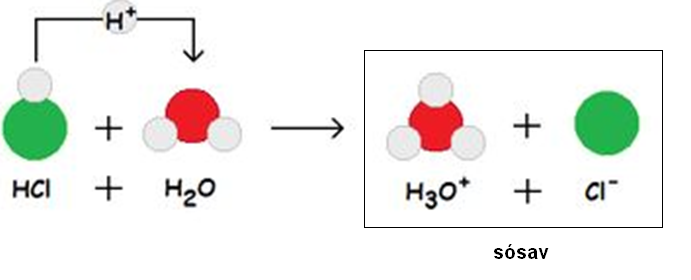 H⁺
+ +
HCl + H₂O H₃O⁺ + Cl⁻
sósav